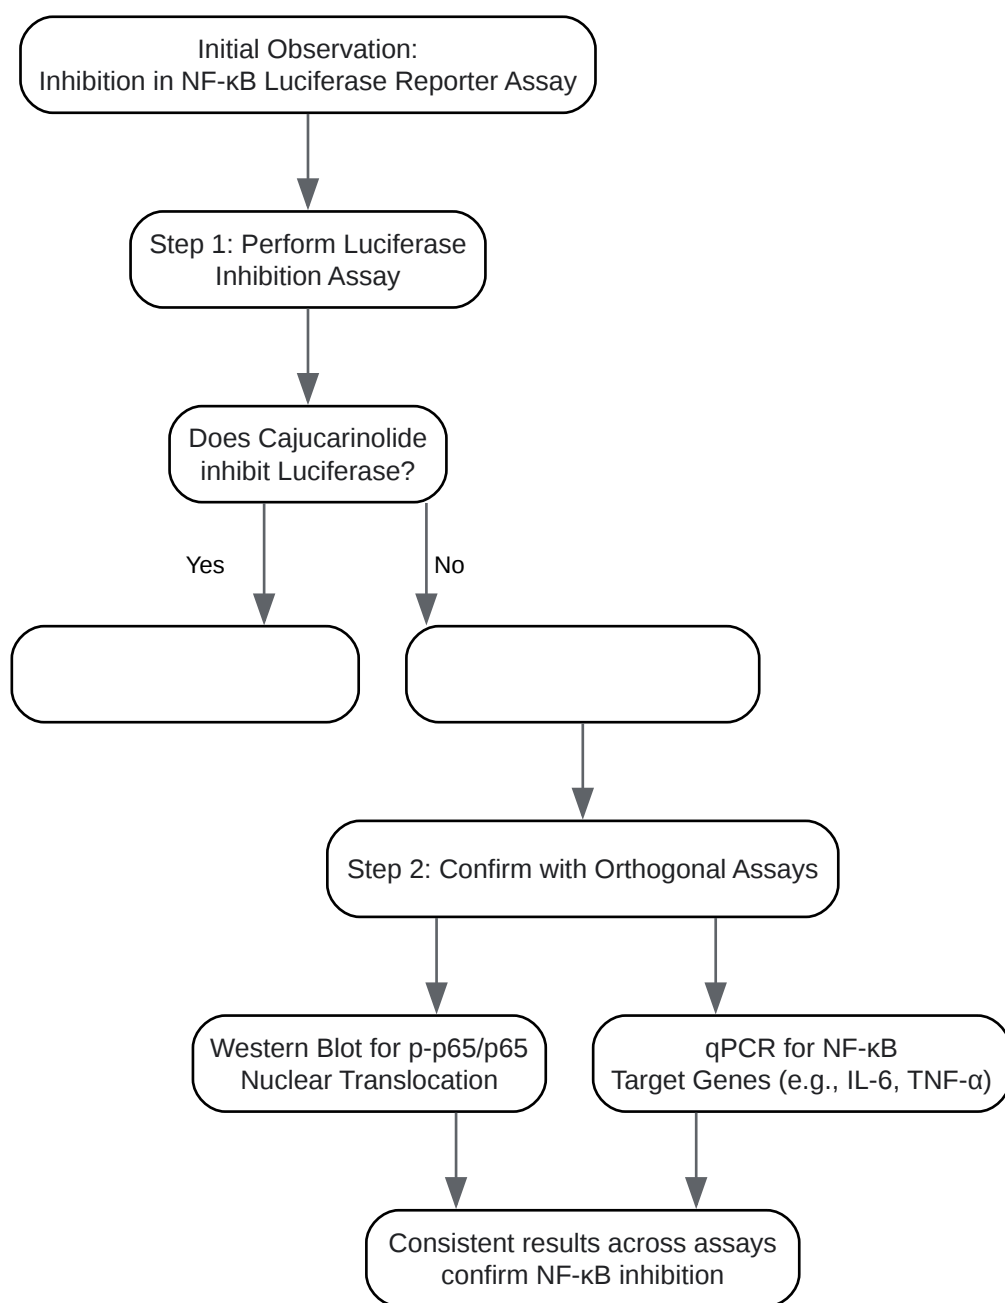 Initial Observation:
Inhibition in NF-κB Luciferase Reporter Assay
Step 1: Perform Luciferase
Inhibition Assay
Does Cajucarinolide
inhibit Luciferase?
Yes
No
Step 2: Confirm with Orthogonal Assays
Western Blot for p-p65/p65
Nuclear Translocation
qPCR for NF-κB
Target Genes (e.g., IL-6, TNF-α)
Consistent results across assays
confirm NF-κB inhibition